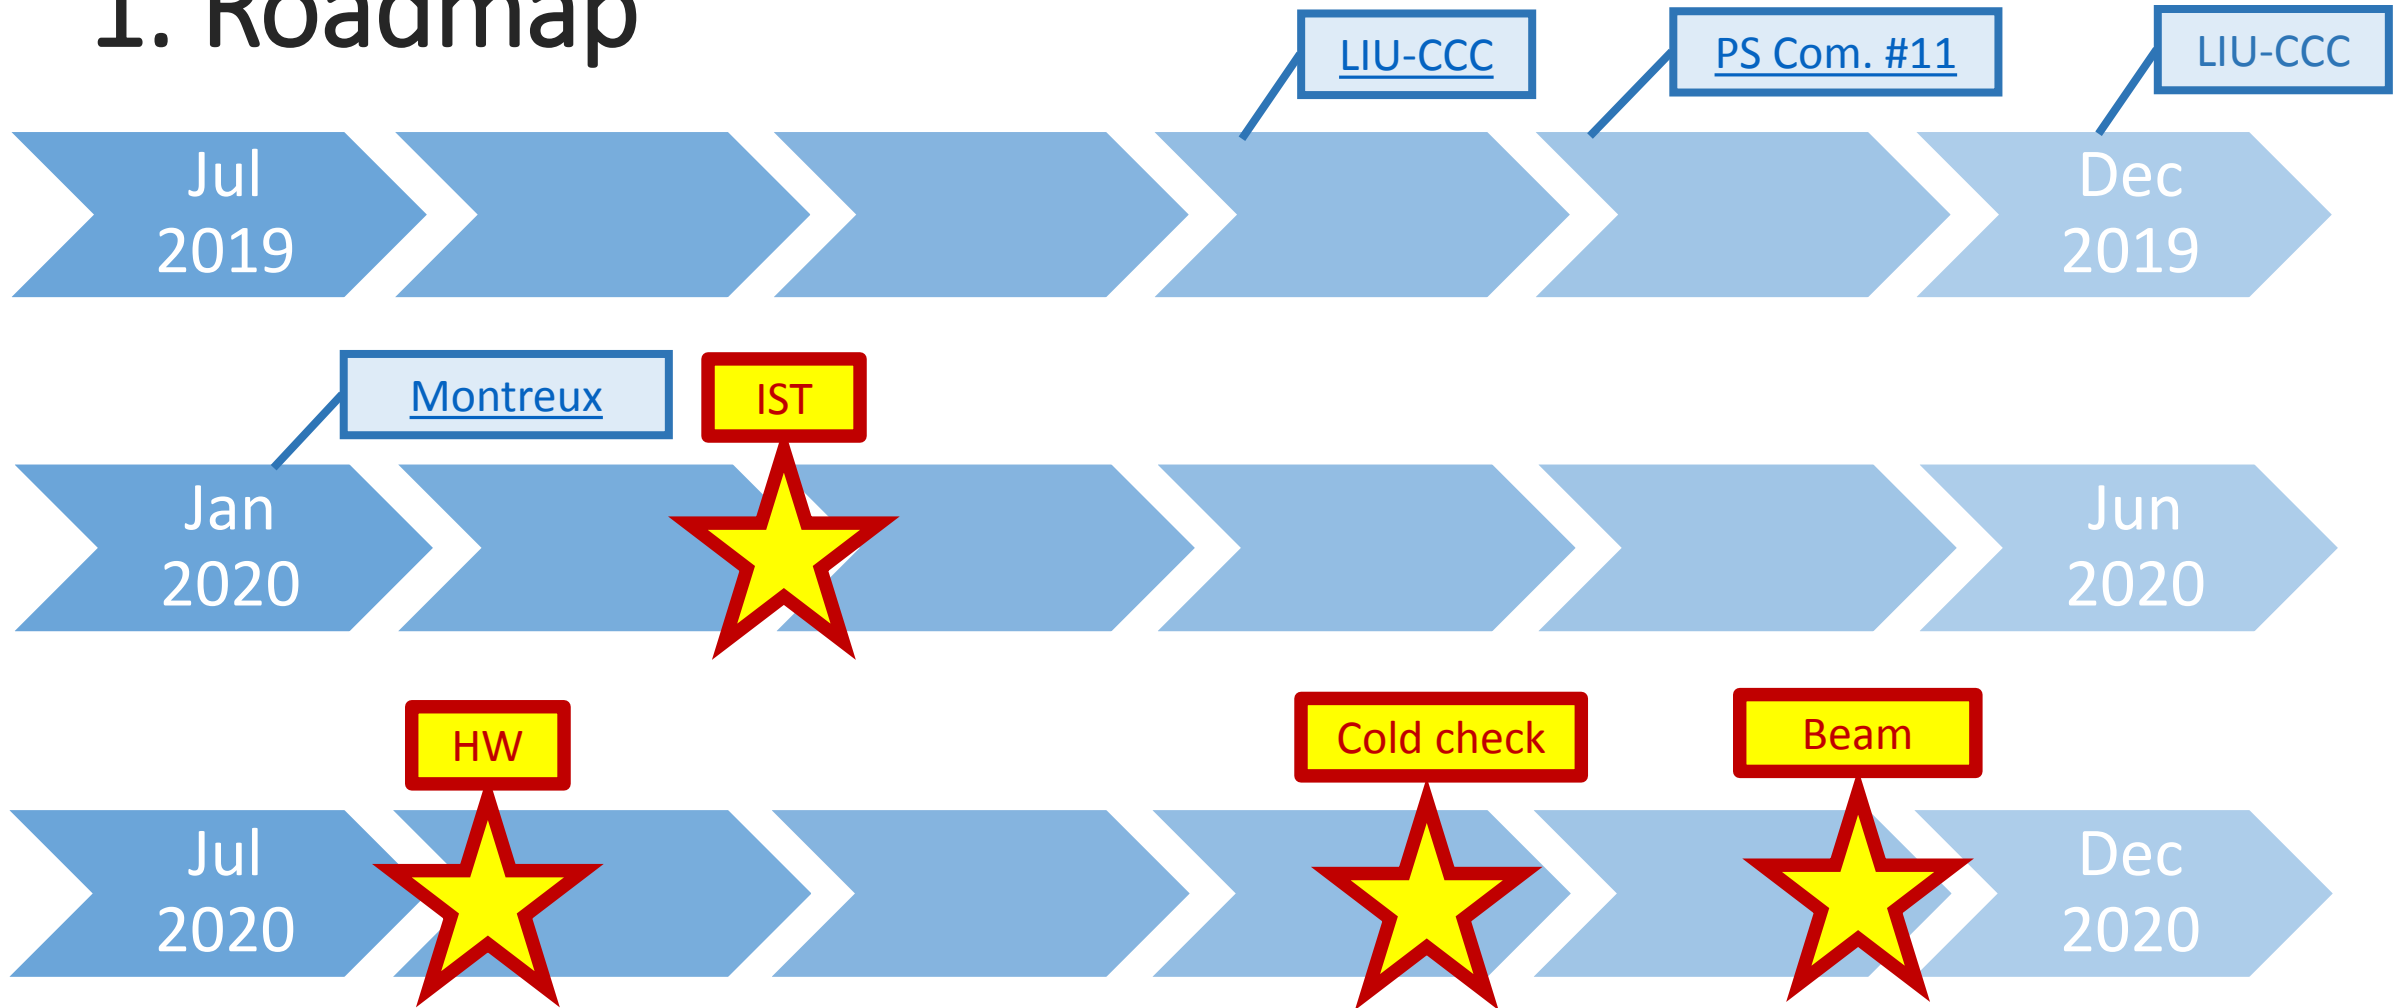 1. Roadmap
LIU-CCC
PS Com. #11
LIU-CCC
Jul
2019
Dec
2019
Montreux
IST
Jan
2020
Jun
2020
HW
Cold check
Beam
Jul
2020
Dec
2020